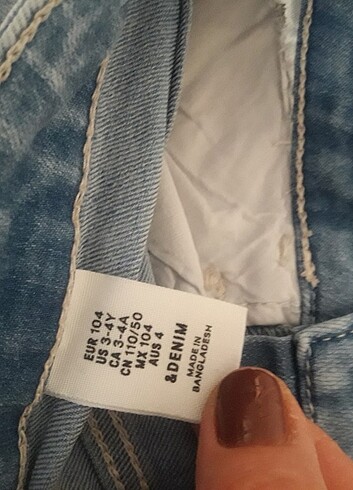 EUR 104
US 3-4Y
CA 3-4A
CN 110/50
MX 104
AUS 4
&DENIM
MADE IN
BANGLADESH